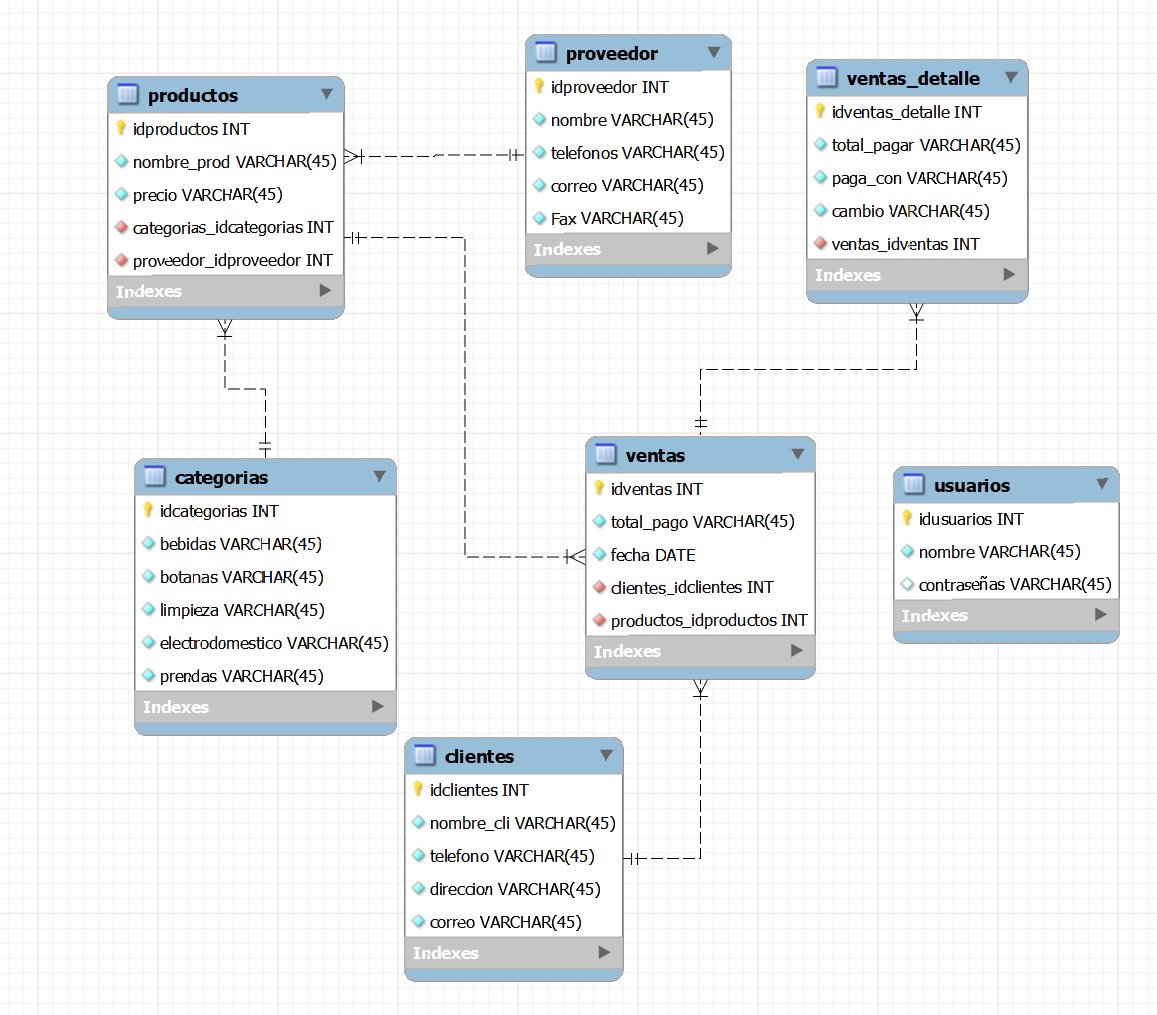 productos
idproductos INT
nombre_prod VARCHAR(45)
precio VARCHAR(45)
categorias_idcategorias INT
proveedor_idproveedor INT
Indexes
proveedor
idproveedor INT
nombre VARCHAR(45)
telefonos VARCHAR(45)
correo VARCHAR(45)
Fax VARCHAR(45)
Indexes
ventas_detalle
idventas_detalle INT
total_pagar VARCHAR(45)
paga_con VARCHAR(45)
cambio VARCHAR(45)
ventas_idventas INT
Indexes
categorias
idcategorias INT
bebidas VARCHAR(45)
botanas VARCHAR(45)
limpieza VARCHAR(45)
electrodomestico VARCHAR(45)
prendas VARCHAR(45)
Indexes
ventas
idventas INT
total_pago VARCHAR(45)
fecha DATE
clientes_idclientes INT
productos_idproductos INT
Indexes
usuarios
idusuarios INT
nombre VARCHAR(45)
contraseñas VARCHAR(45)
Indexes
clientes
idclientes INT
nombre_cli VARCHAR(45)
telefono VARCHAR(45)
direccion VARCHAR(45)
correo VARCHAR(45)
Indexes